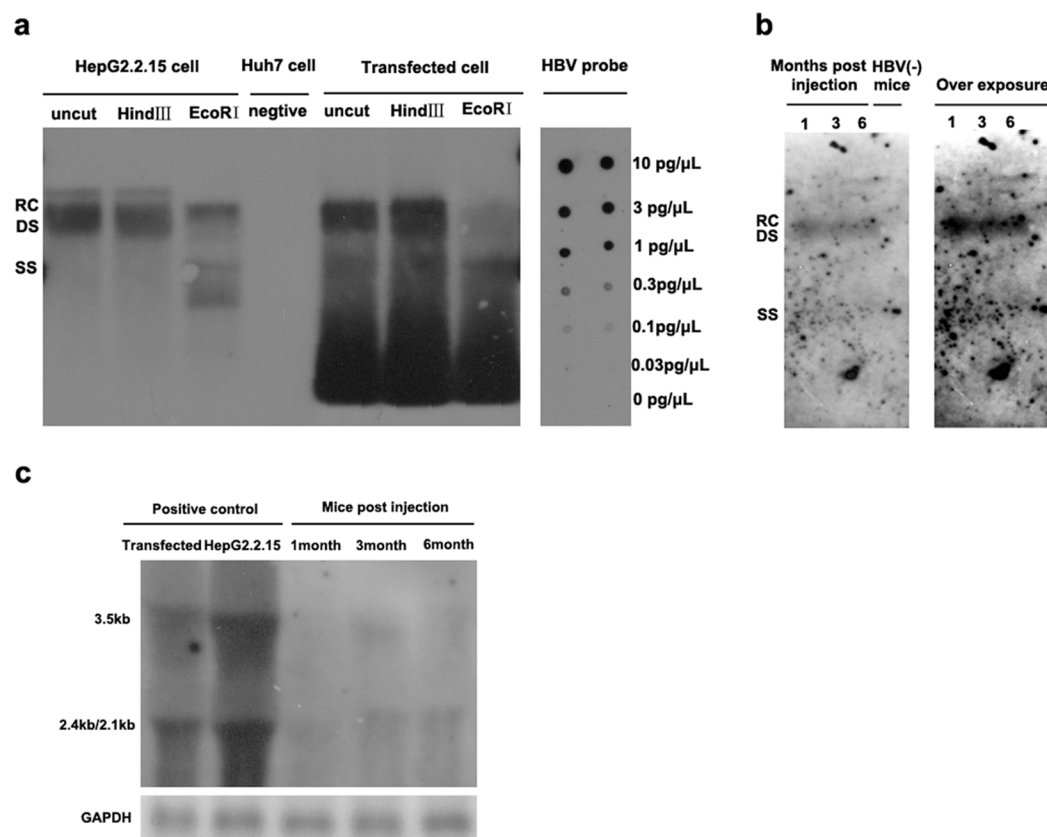 a
HepG2.2.15 cell
Huh7 cell
Transfected cell
HBV probe
uncut
HindIII
EcoRI
negtive
uncut
HindIII
EcoRI
RC
DS
SS
10 pg/μL
3 pg/μL
1 pg/μL
0.3pg/μL
0.1pg/μL
0.03pg/μL
0 pg/μL
b
Months post
injection
HBV(-)
mice
Over exposure
1 3 6
1 3 6
RC
DS
SS
c
Positive control
Mice post injection
Transfected
HepG2.2.15
1month
3month
6month
3.5kb
2.4kb/2.1kb
GAPDH